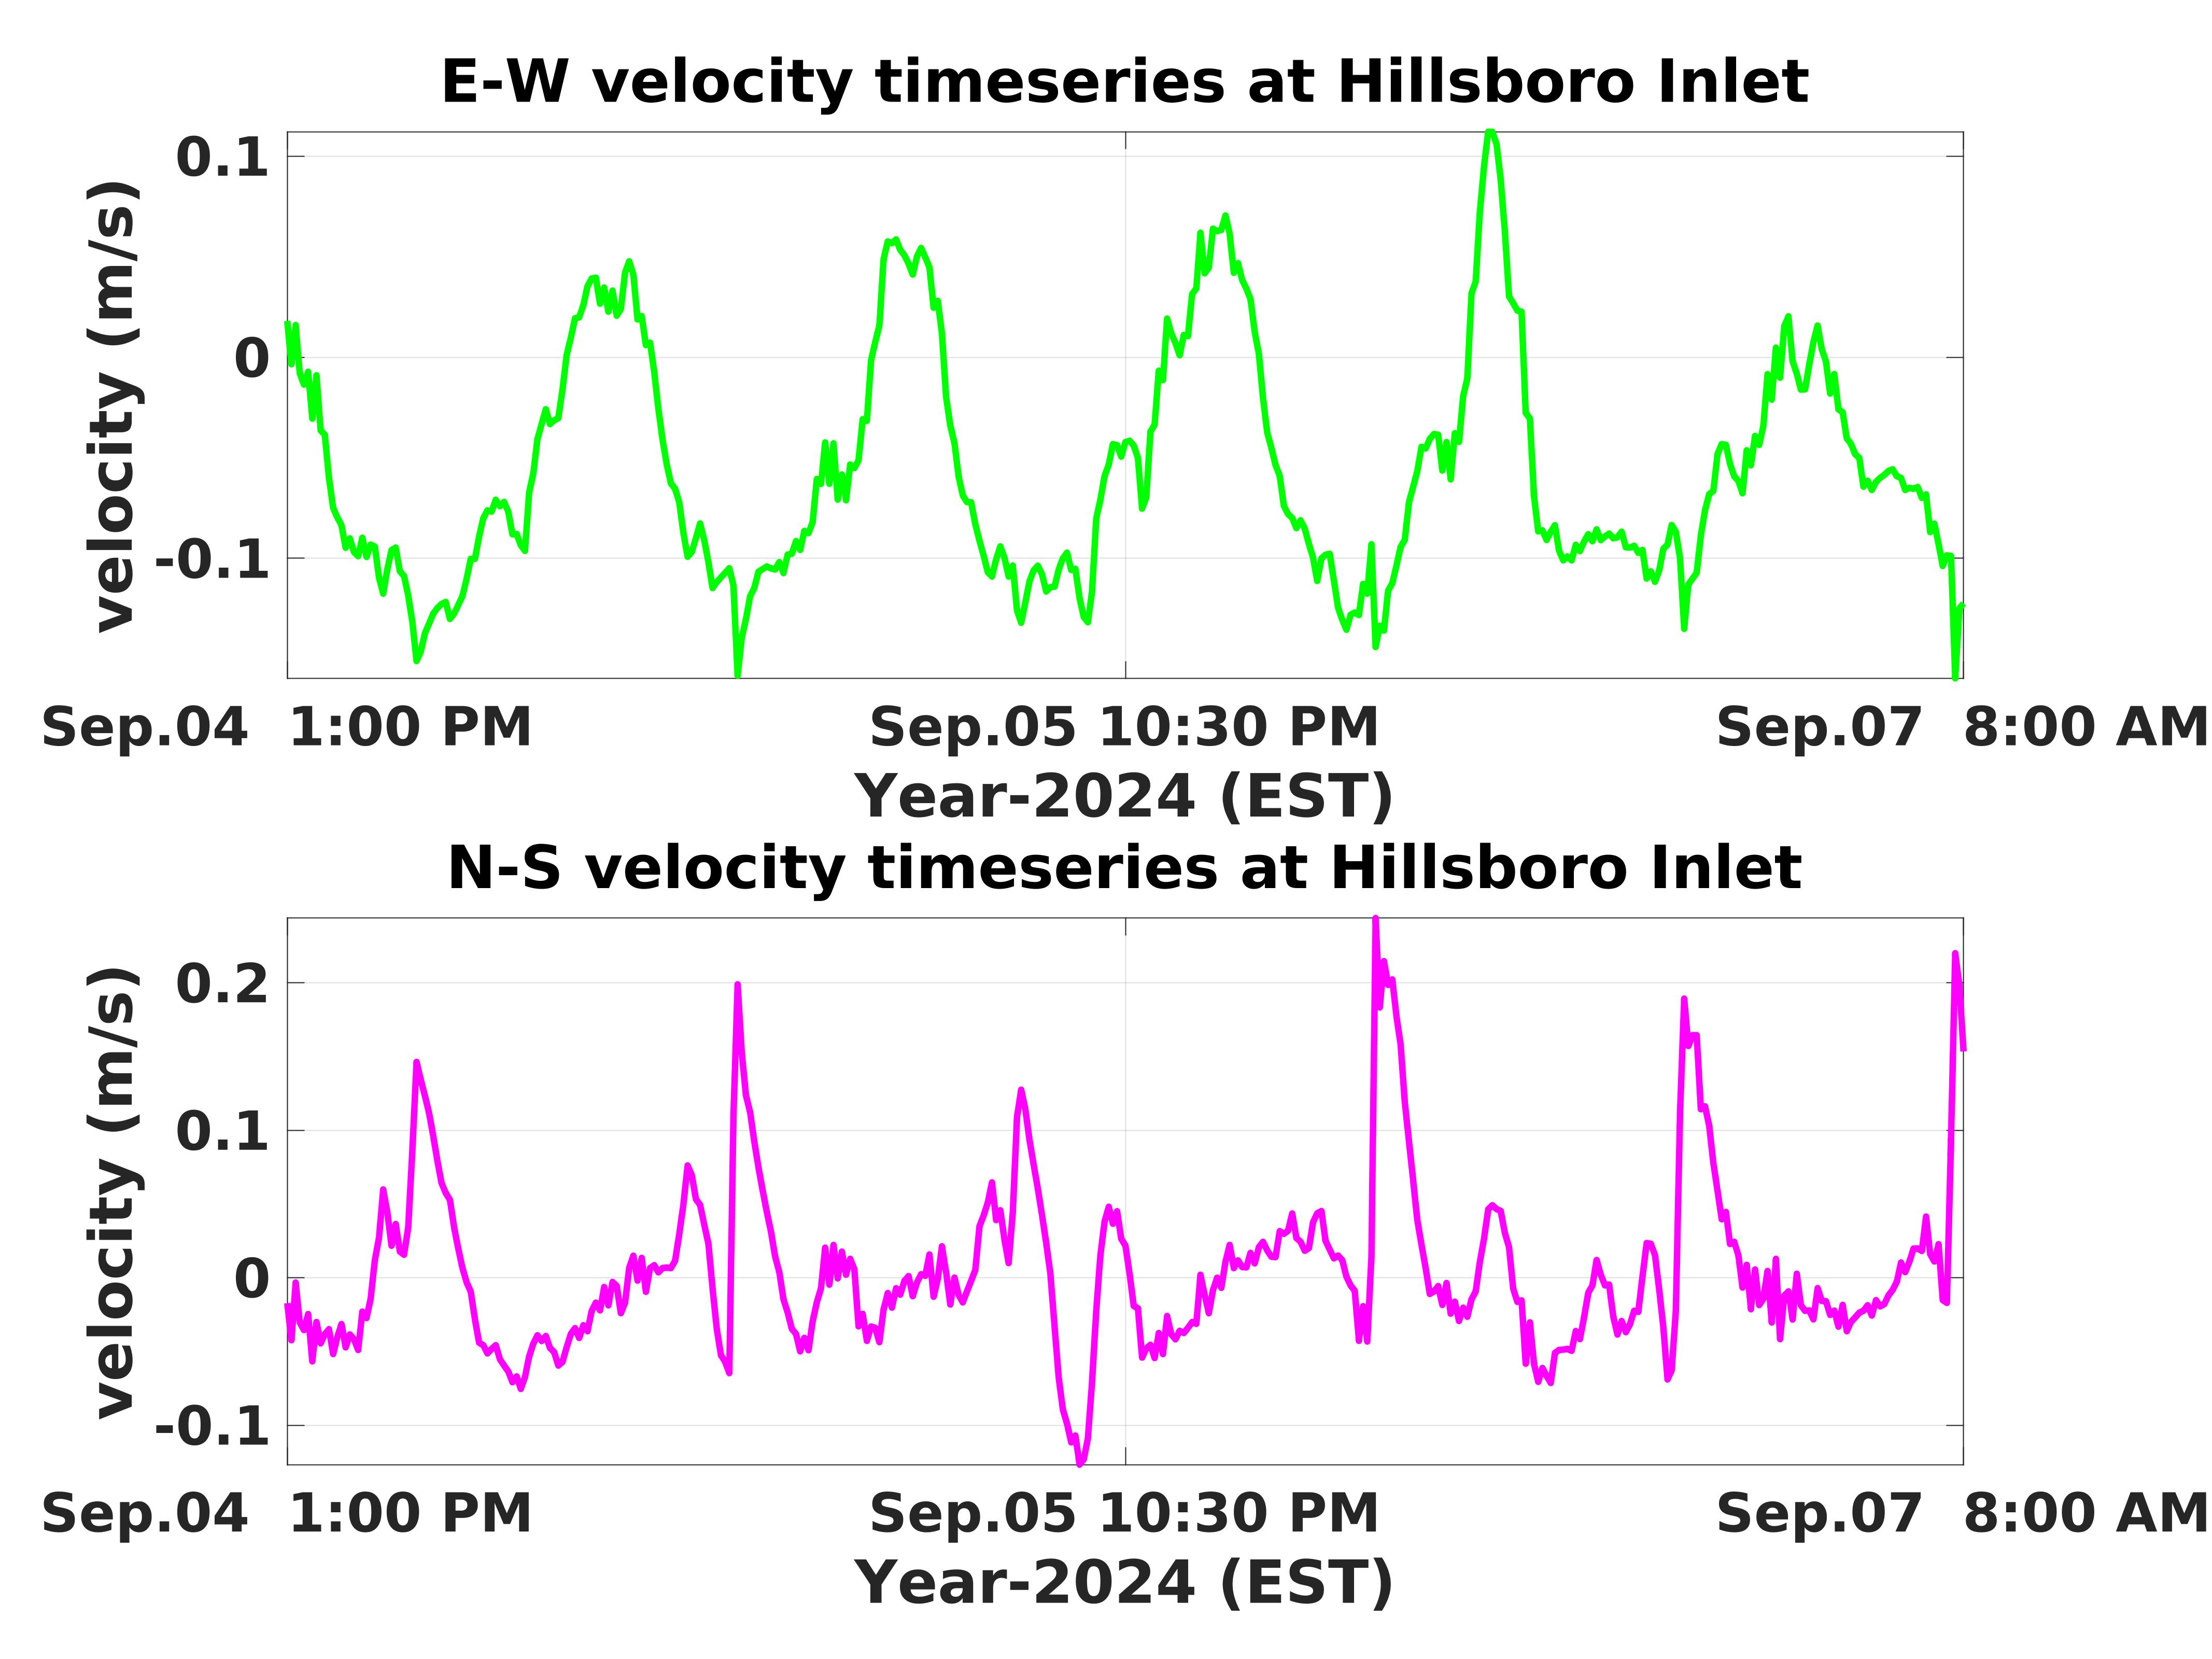 E-W velocity timeseries at Hillsboro Inlet
velocity (m/s)
0.1
0
-0.1
Sep.04 1:00 PM Sep.05 10:30 PM Sep.07 8:00 AM
Year-2024 (EST)
N-S velocity timeseries at Hillsboro Inlet
velocity (m/s)
0.2
0.1
0
-0.1
Sep.04 1:00 PM Sep.05 10:30 PM Sep.07 8:00 AM
Year-2024 (EST)